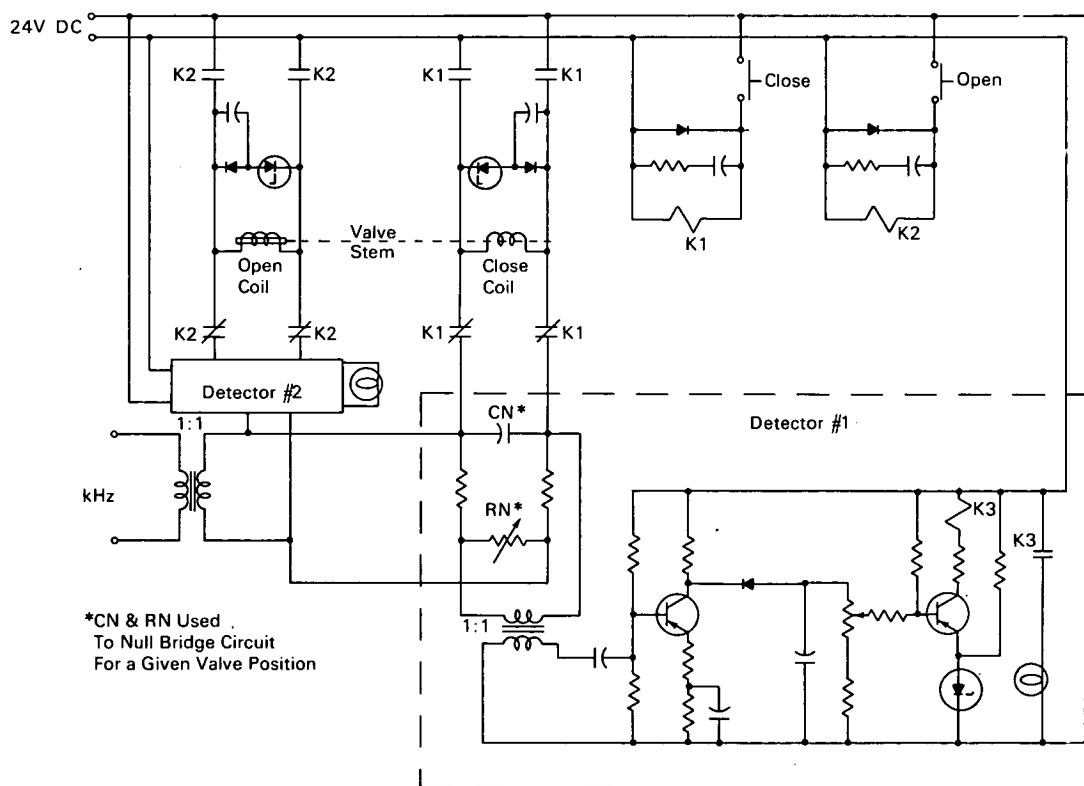 24V DC
K2
K2
K1
K1
Close
Open
K1
K2
Valve
Stem
Open
Coil
Close
Coil
K2
K2
K1
K1
Detector #2
1:1
CN*
Detector #1
kHz
RN*
K3
K3
1:1
*CN & RN Used
To Null Bridge Circuit
For a Given Valve Position